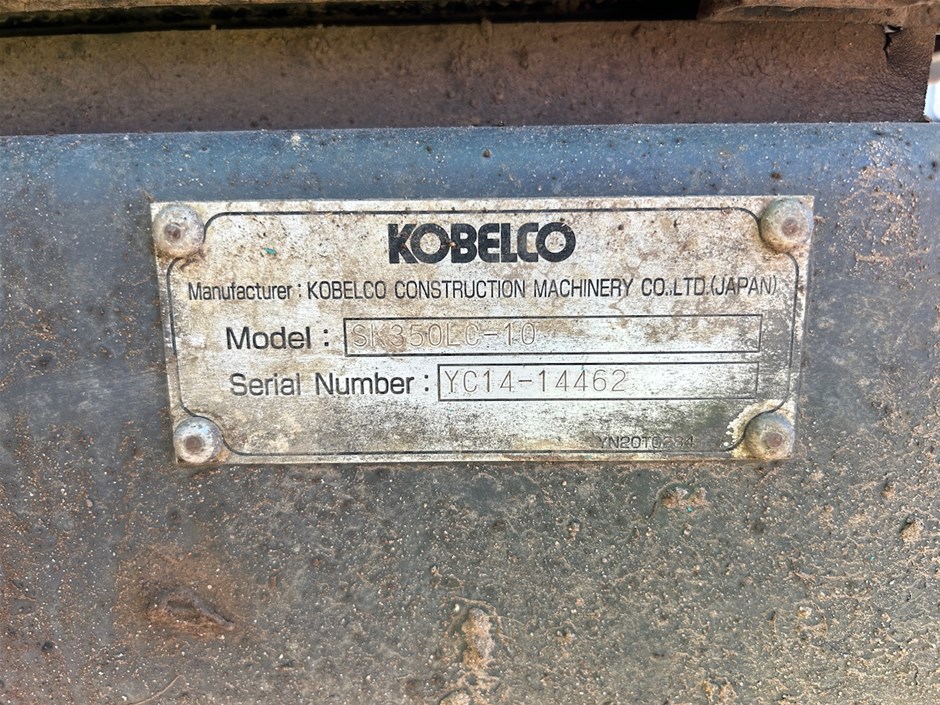 KOBELCO
Manufacturer : KOBELCO CONSTRUCTION MACHINERY CO.,LTD.(JAPAN)
Model : SK350LC-10
Serial Number : YC14-14462